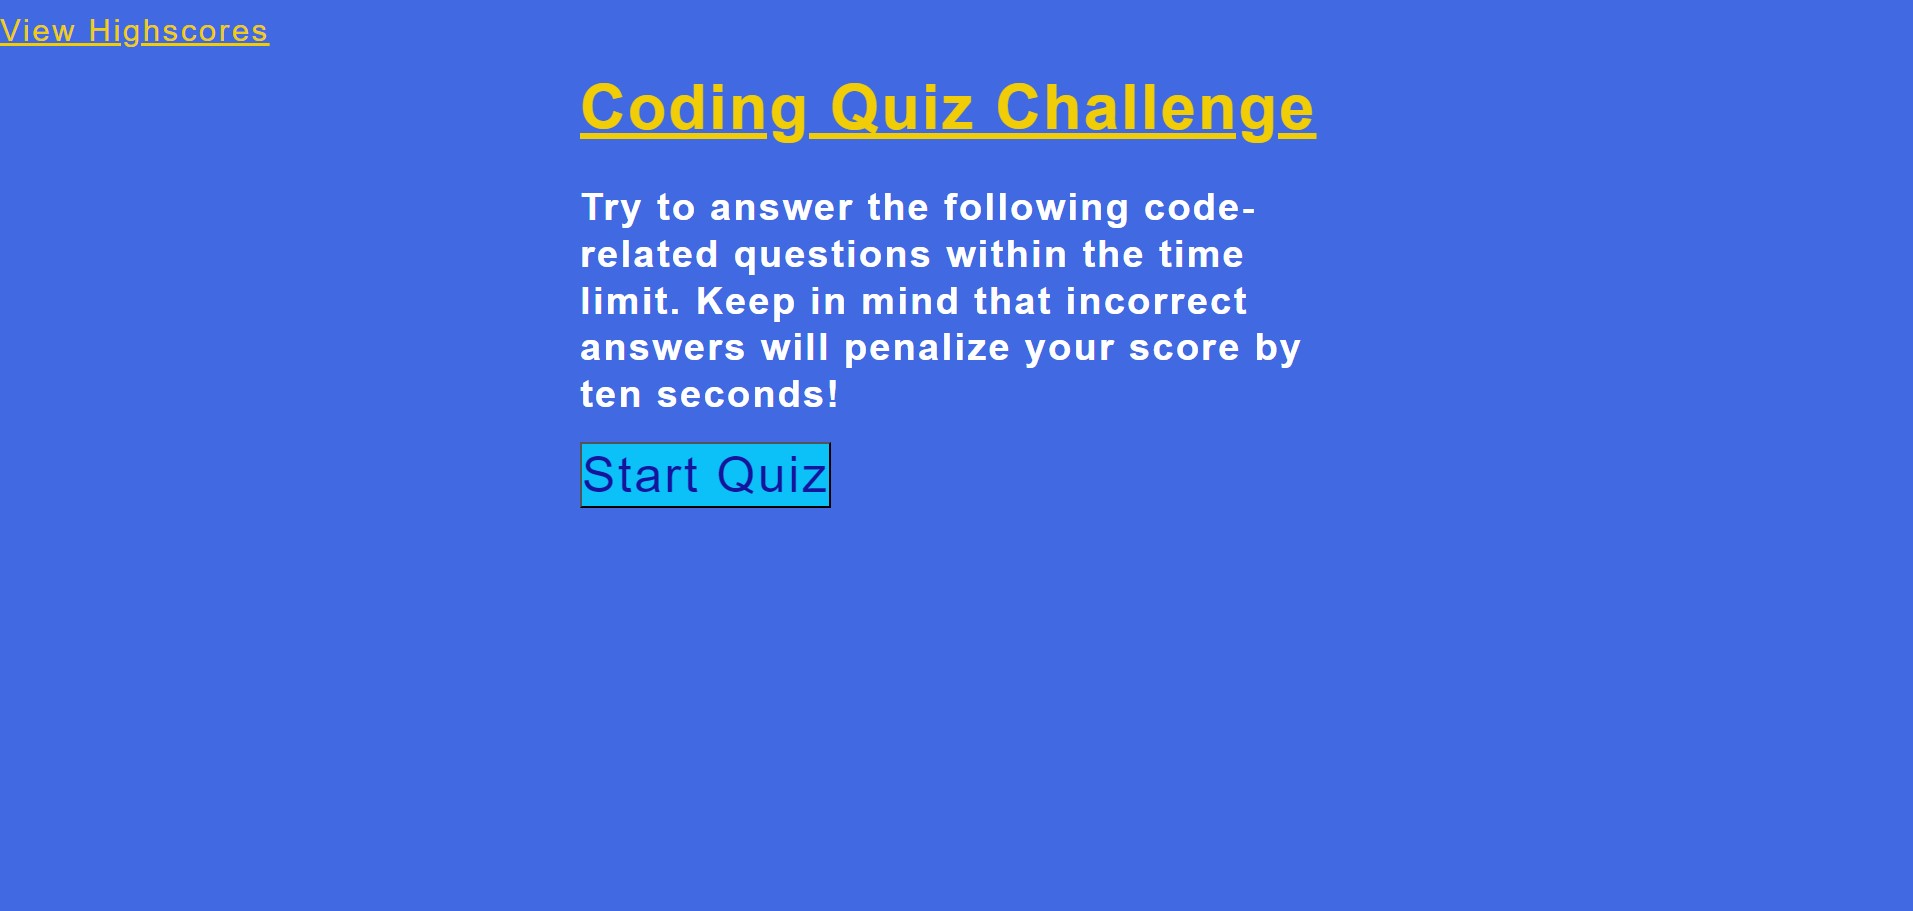 View Highscores
Coding Quiz Challenge
Try to answer the following code-
related questions within the time
limit. Keep in mind that incorrect
answers will penalize your score by
ten seconds!
Start Quiz